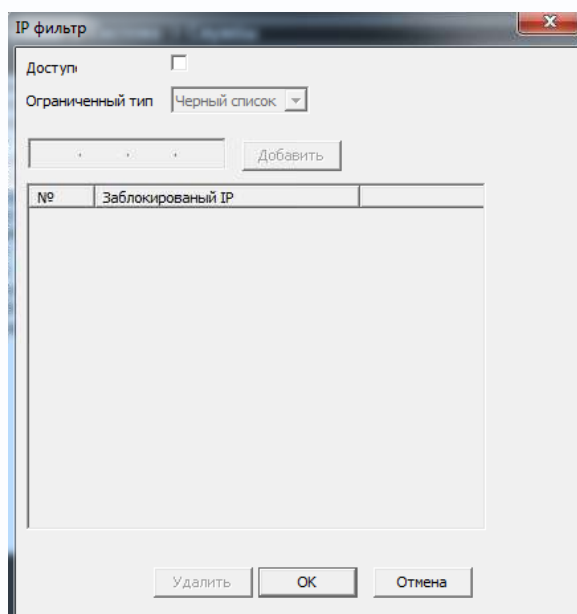 IP фильтр
Доступ
Ограниченный тип Черный список
Добавить
№ Заблокированый IP
Удалить OK Отмена